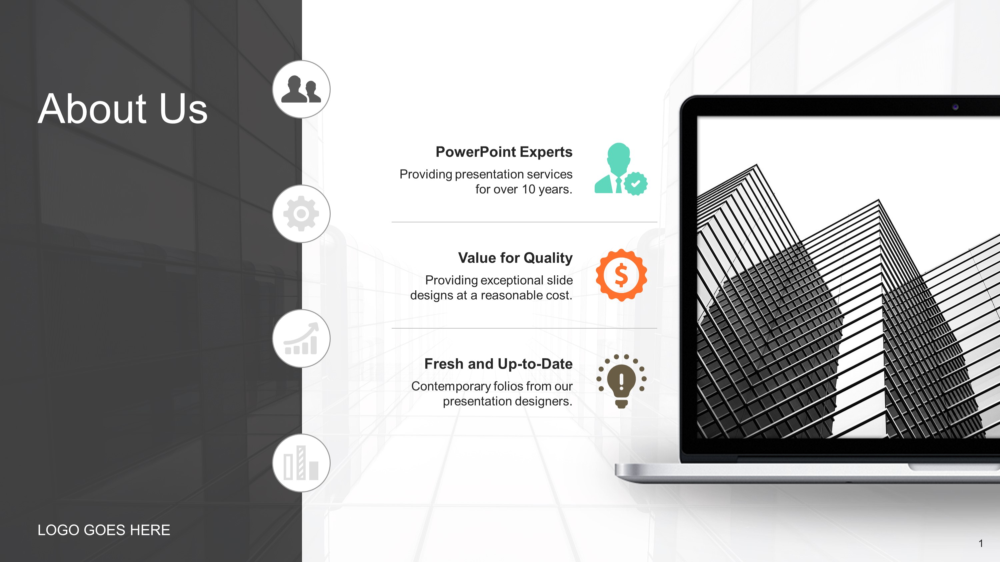 About Us
PowerPoint Experts
Providing presentation services
for over 10 years.
Value for Quality
Providing exceptional slide
designs at a reasonable cost.
$
Fresh and Up-to-Date
Contemporary folios from our
presentation designers.
!
LOGO GOES HERE
1